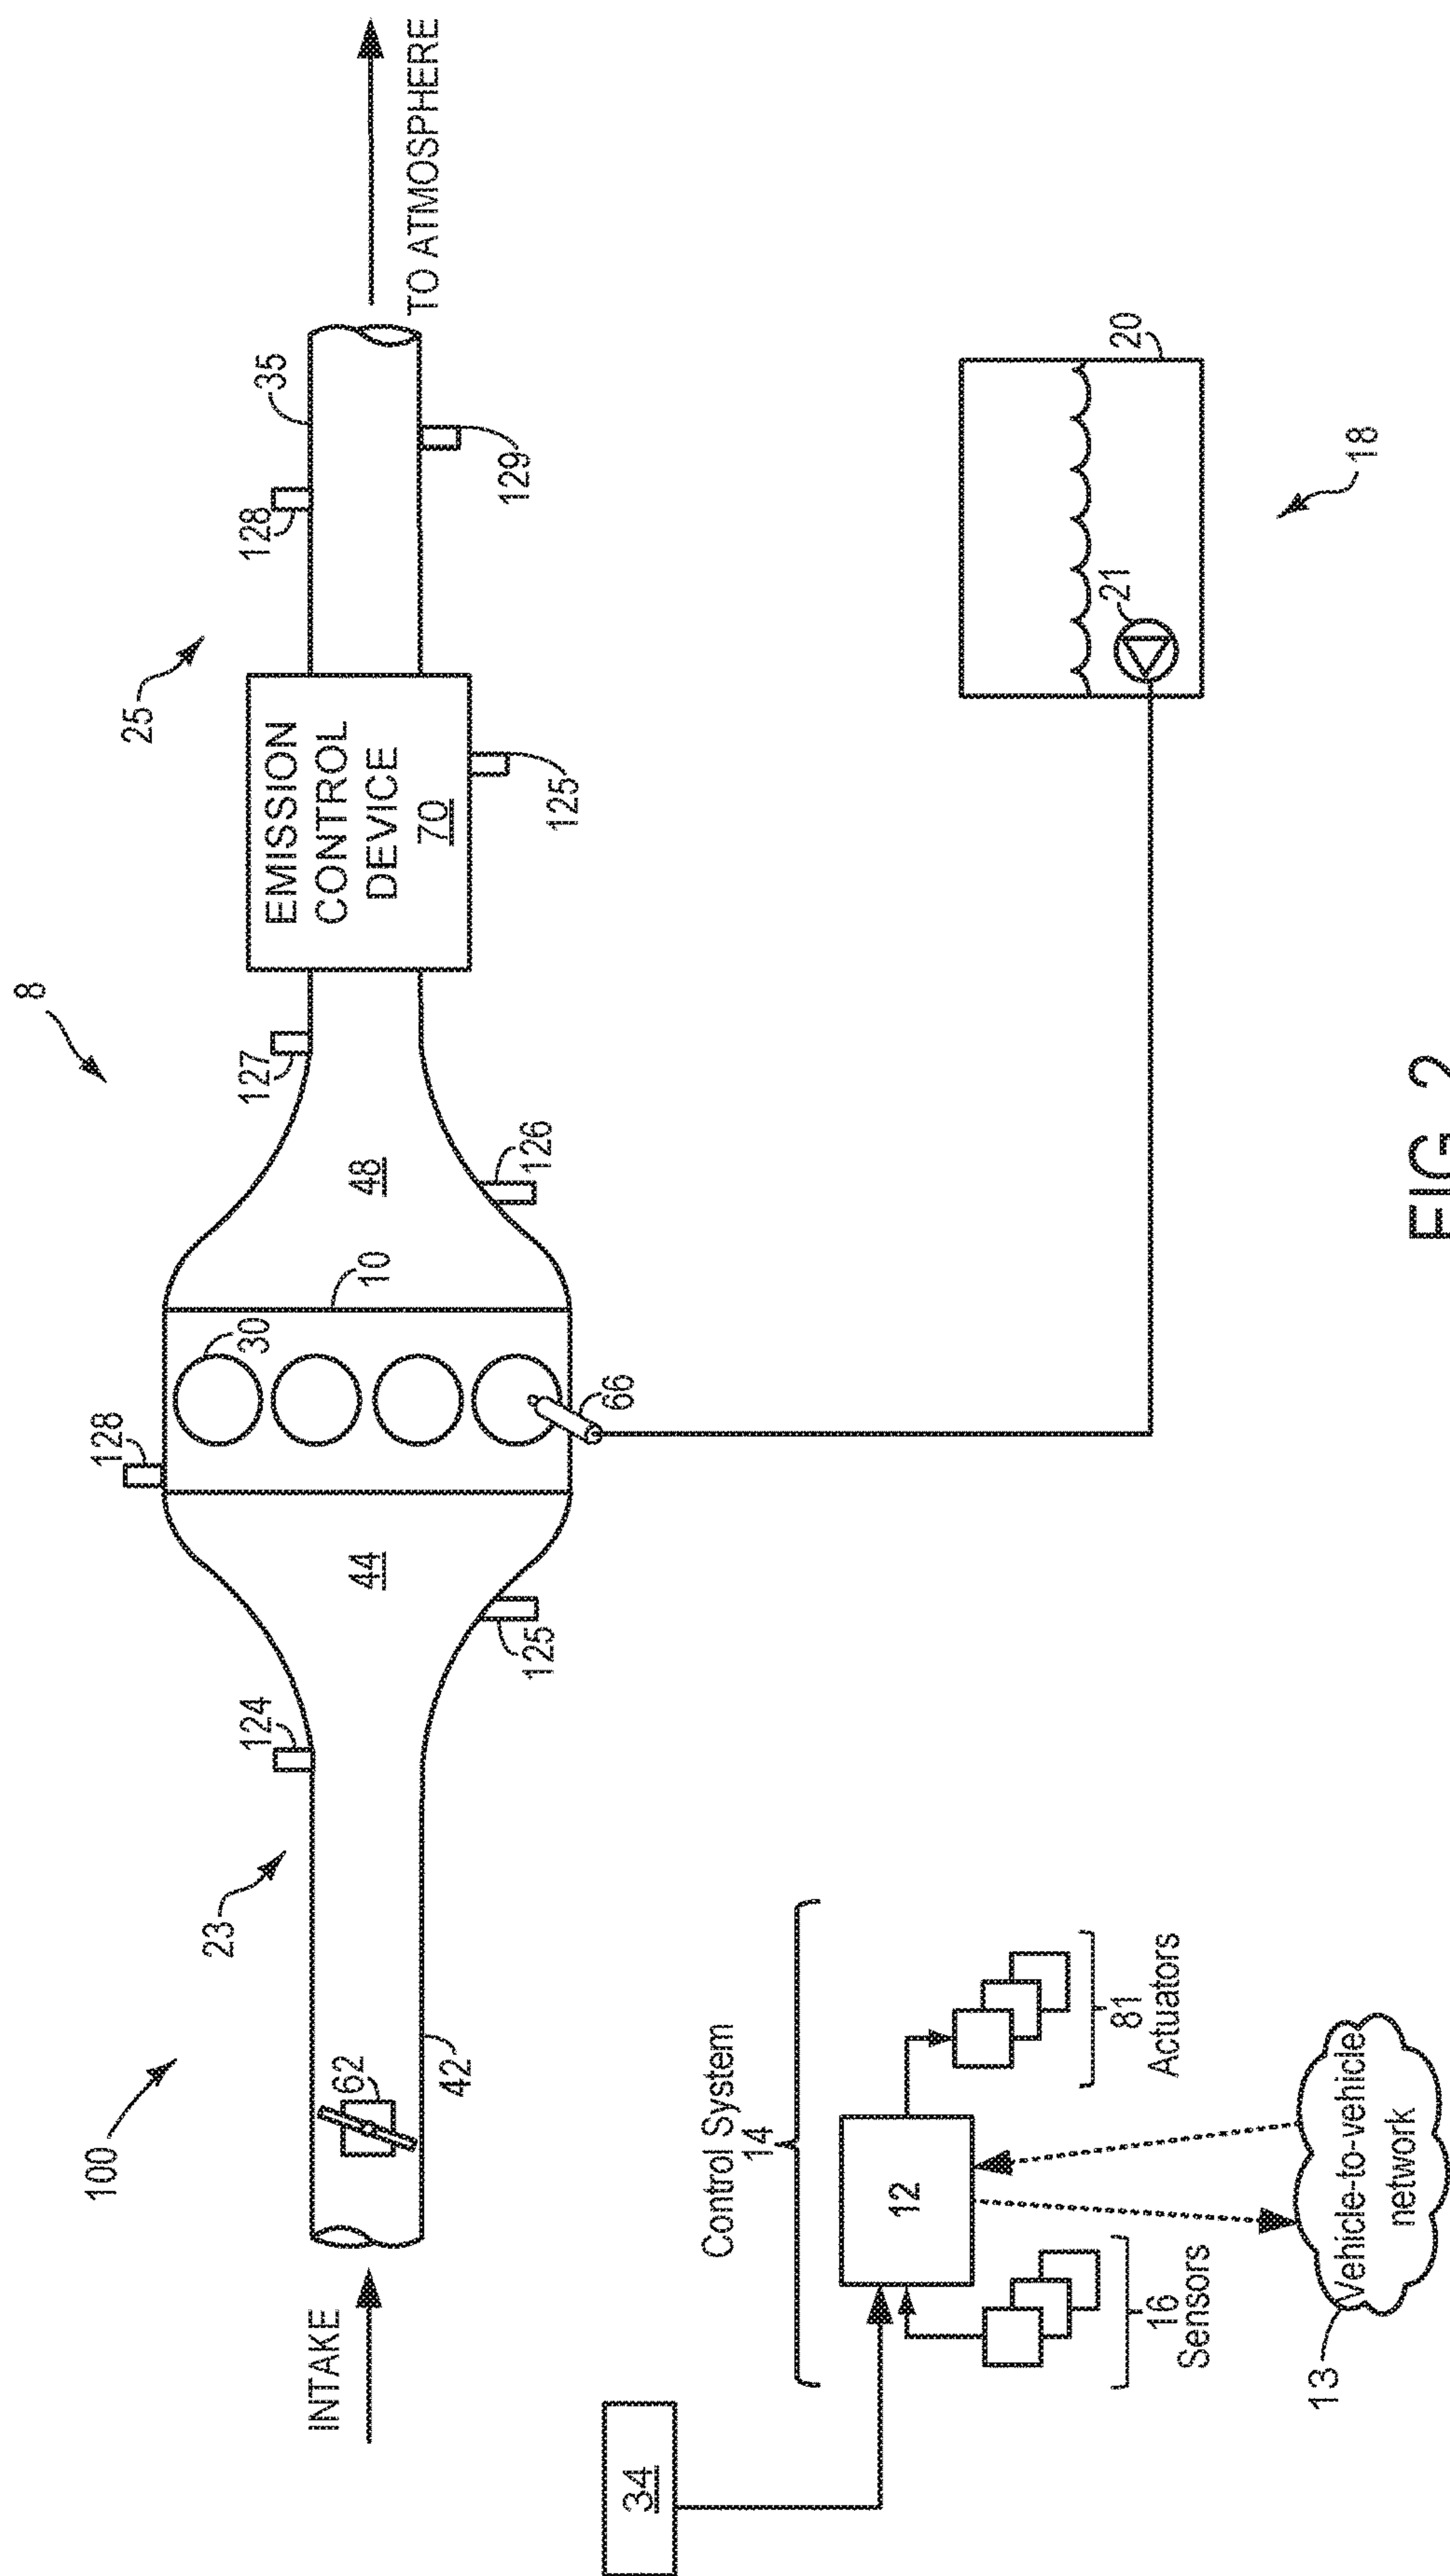 8
100
23
25
INTAKE
62
42
124
44
125
128
30
10
66
48
126
127
EMISSION
CONTROL
DEVICE
70
125
128
35
129
TO ATMOSPHERE
34
Control System
14
12
16
Sensors
81
Actuators
13
Vehicle-to-vehicle
network
21
20
18
FIG. 2